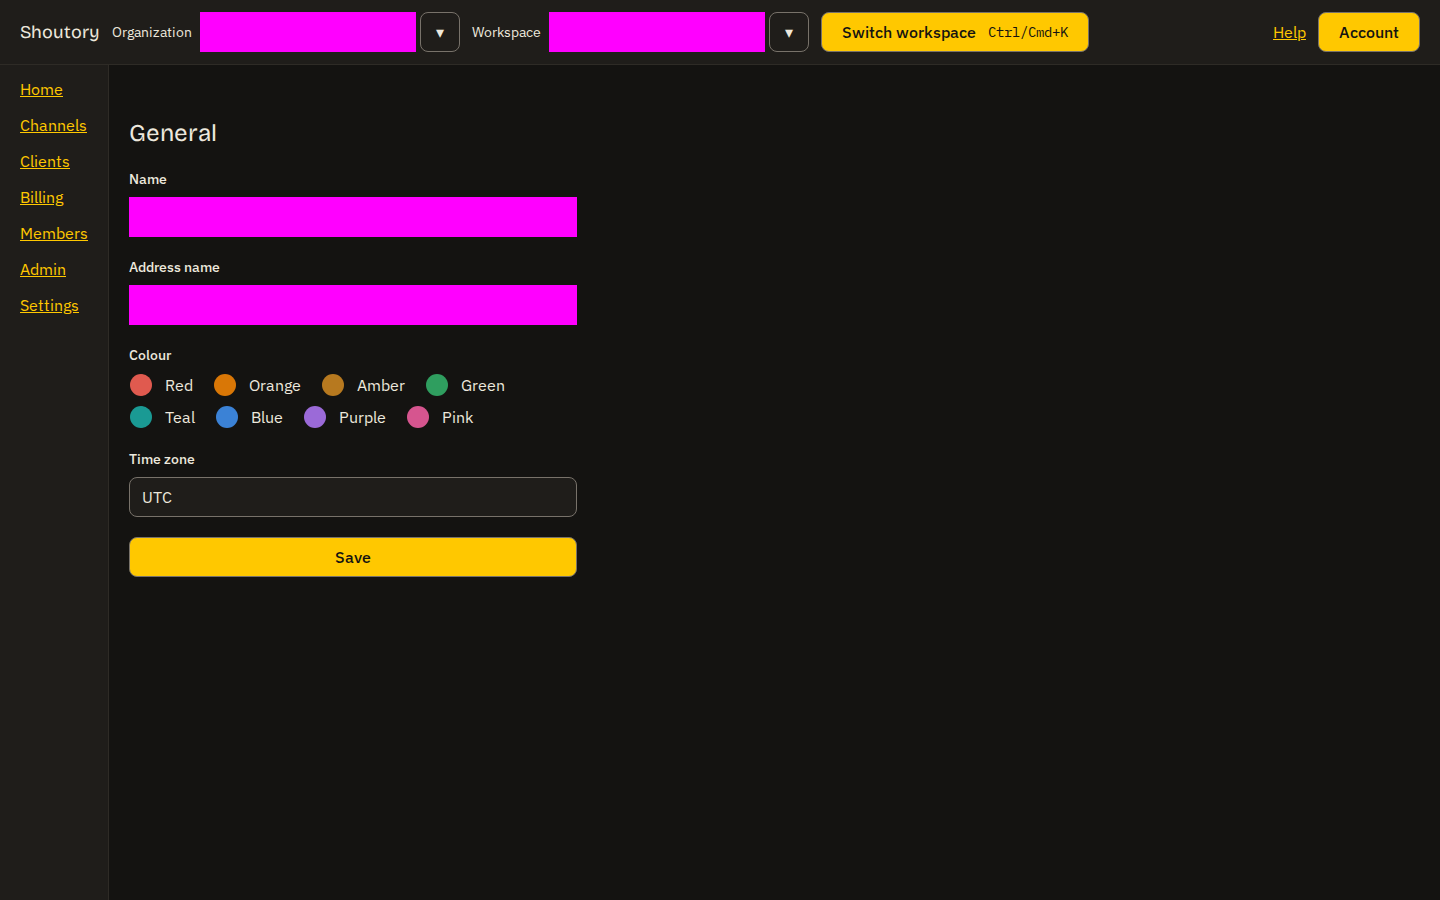 Shoutory Organization ▼ Workspace ▼ Switch workspace Ctrl/Cmd+K Help Account
Home
Channels
Clients
Billing
Members
Admin
Settings
General
Name
Address name
Colour
Red Orange Amber Green
Teal Blue Purple Pink
Time zone
UTC
Save